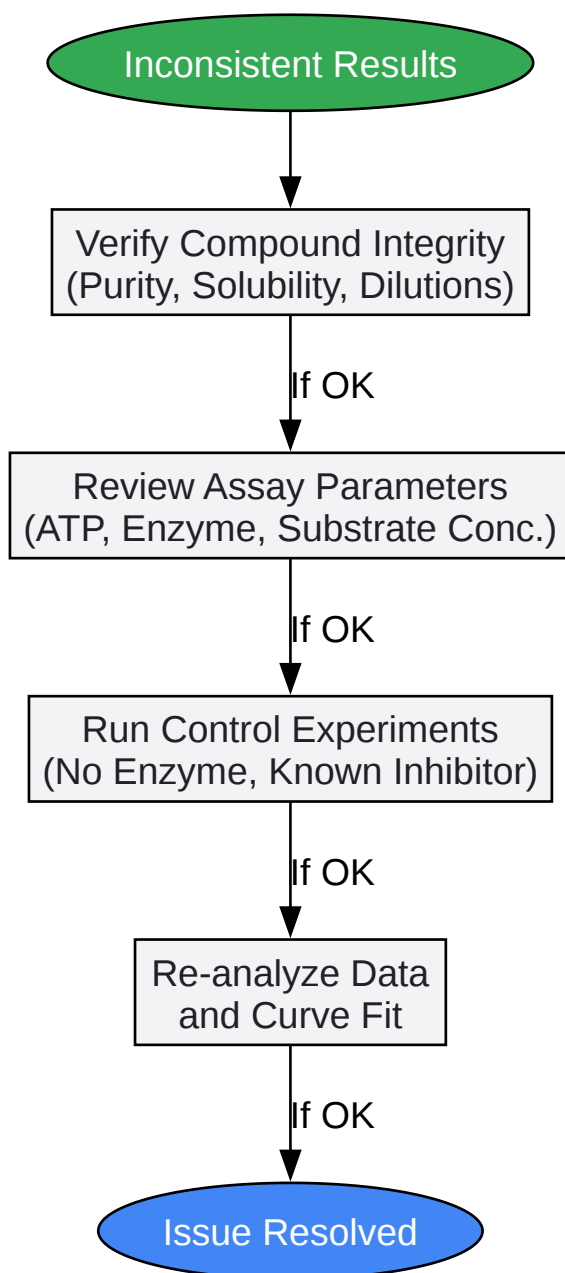 Inconsistent Results
Verify Compound Integrity
(Purity, Solubility, Dilutions)
If OK
Review Assay Parameters
(ATP, Enzyme, Substrate Conc.)
If OK
Run Control Experiments
(No Enzyme, Known Inhibitor)
If OK
Re-analyze Data
and Curve Fit
If OK
Issue Resolved